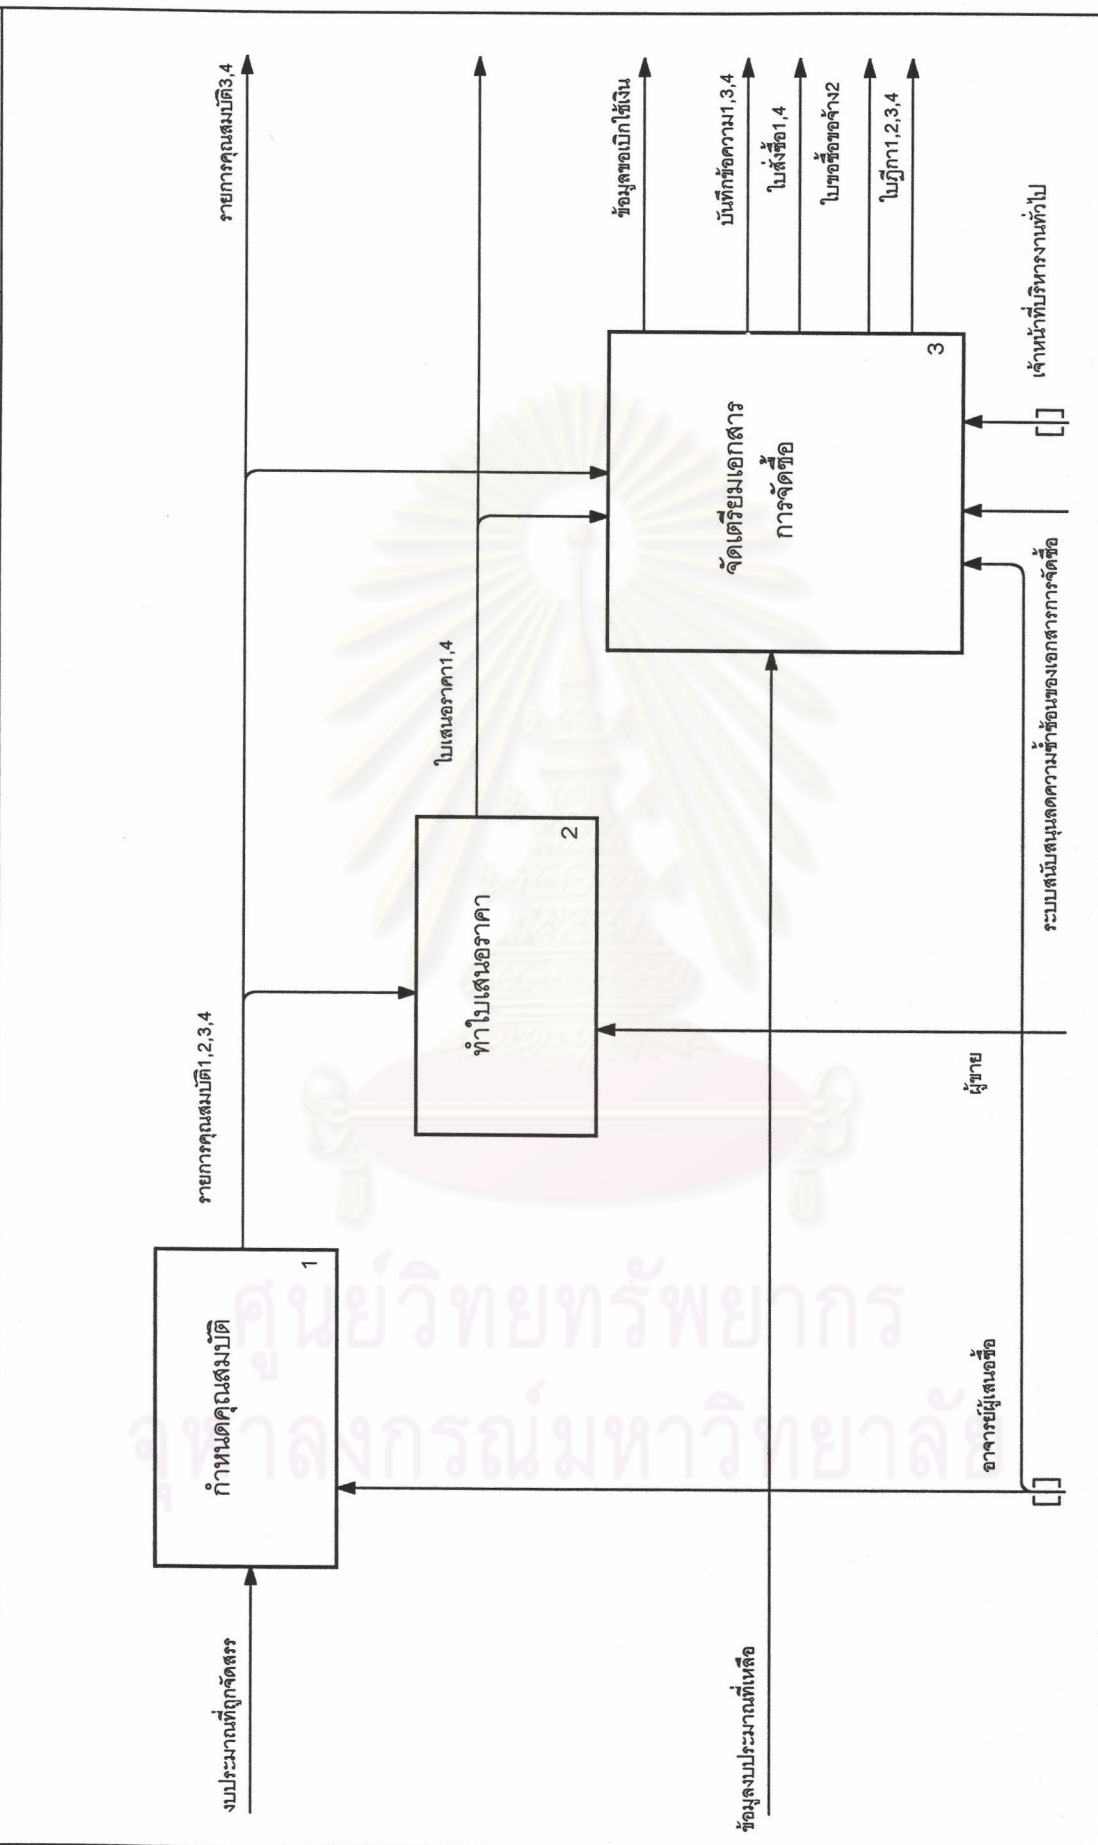 รายการคุณสมบัติ3,4
รายการคุณสมบัติ1,2,3,4
งบประมาณที่ถูกจัดสรร
กำหนดคุณสมบัติ
1
ใบเสนอราคา1,4
ทำใบเสนอราคา
2
ข้อมูลขอเบิกใช้เงิน
บันทึกข้อความ1,3,4
ใบสั่งซื้อ1,4
ใบขอซื้อขอจ้าง2
ใบฎีกา1,2,3,4
จัดเตรียมเอกสาร
การจัดซื้อ
3
ข้อมูลงบประมาณที่เหลือ
อาจารย์ผู้เสนอซื้อ
ผู้ขาย
ระบบสนับสนุนลดความซ้ำซ้อนของเอกสารการจัดซื้อ
เจ้าหน้าที่บริหารงานทั่วไป
ศูนย์วิทยทรัพยากร
จุฬาลงกรณ์มหาวิทยาลัย